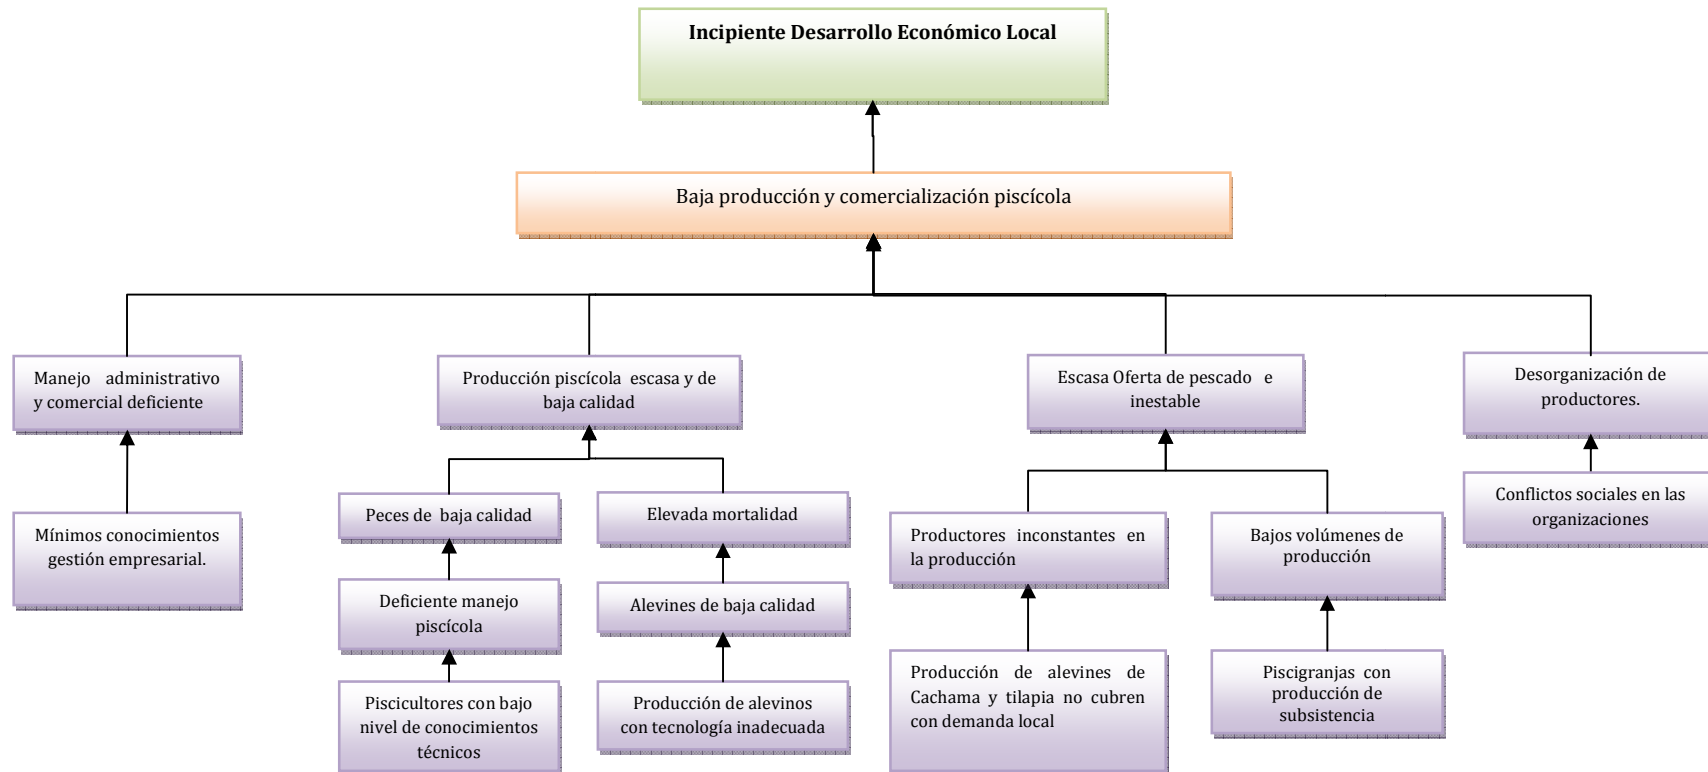 Incipiente Desarrollo Económico Local
Baja producción y comercialización piscícola
Manejo administrativo
y comercial deficiente
Producción piscícola escasa y de
baja calidad
Escasa Oferta de pescado e
inestable
Desorganización de
productores.
Mínimos conocimientos
gestión empresarial.
Peces de baja calidad
Elevada mortalidad
Productores inconstantes en
la producción
Bajos volúmenes de
producción
Conflictos sociales en las
organizaciones
Deficiente manejo
piscícola
Alevines de baja calidad
Piscicultores con bajo
nivel de conocimientos
técnicos
Producción de alevinos
con tecnología inadecuada
Producción de alevines de
Cachama y tilapia no cubren
con demanda local
Piscigranjas con
producción de
subsistencia